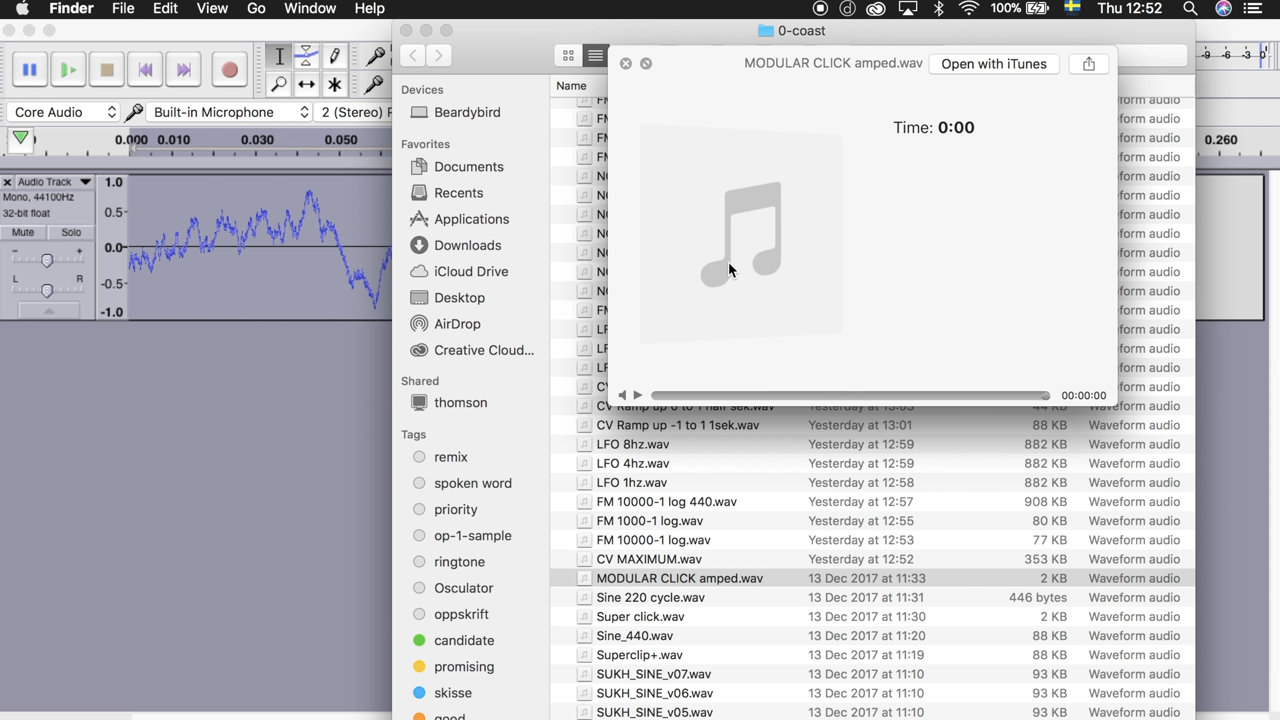 Finder File Edit View Go Window Help 100% Thu 12:52
0-coast
MODULAR CLICK amped.wav Open with iTunes
-9 -6 -3 0
Core Audio Built-in Microphone 2 (Stereo)
0.000 0.010 0.030 0.050 0.260
Audio Track 1.0
Mono, 44100Hz
32-bit float
Mute Solo
- +
L R
0.5-
0.0-
-0.5-
-1.0
Devices
Beardybird
Favorites
Documents
Recents
Applications
Downloads
iCloud Drive
Desktop
AirDrop
Creative Cloud...
Shared
thomson
Tags
remix
spoken word
priority
op-1-sample
ringtone
Osculator
oppskrift
candidate
promising
skisse
good
Name
Time: 0:00
00:00:00
CV Ramp up -1 to 1 1sek.wav Yesterday at 13:01 88 KB Waveform audio
LFO 8hz.wav Yesterday at 12:59 882 KB Waveform audio
LFO 4hz.wav Yesterday at 12:59 882 KB Waveform audio
LFO 1hz.wav Yesterday at 12:58 882 KB Waveform audio
FM 10000-1 log 440.wav Yesterday at 12:57 908 KB Waveform audio
FM 1000-1 log.wav Yesterday at 12:55 80 KB Waveform audio
FM 10000-1 log.wav Yesterday at 12:53 77 KB Waveform audio
CV MAXIMUM.wav Yesterday at 12:52 353 KB Waveform audio
MODULAR CLICK amped.wav 13 Dec 2017 at 11:33 2 KB Waveform audio
Sine 220 cycle.wav 13 Dec 2017 at 11:31 446 bytes Waveform audio
Super click.wav 13 Dec 2017 at 11:30 2 KB Waveform audio
Sine_440.wav 13 Dec 2017 at 11:20 88 KB Waveform audio
Superclip+.wav 13 Dec 2017 at 11:19 88 KB Waveform audio
SUKH_SINE_v07.wav 13 Dec 2017 at 11:10 93 KB Waveform audio
SUKH_SINE_v06.wav 13 Dec 2017 at 11:10 93 KB Waveform audio
SUKH_SINE_v05.wav 13 Dec 2017 at 11:10 93 KB Waveform audio